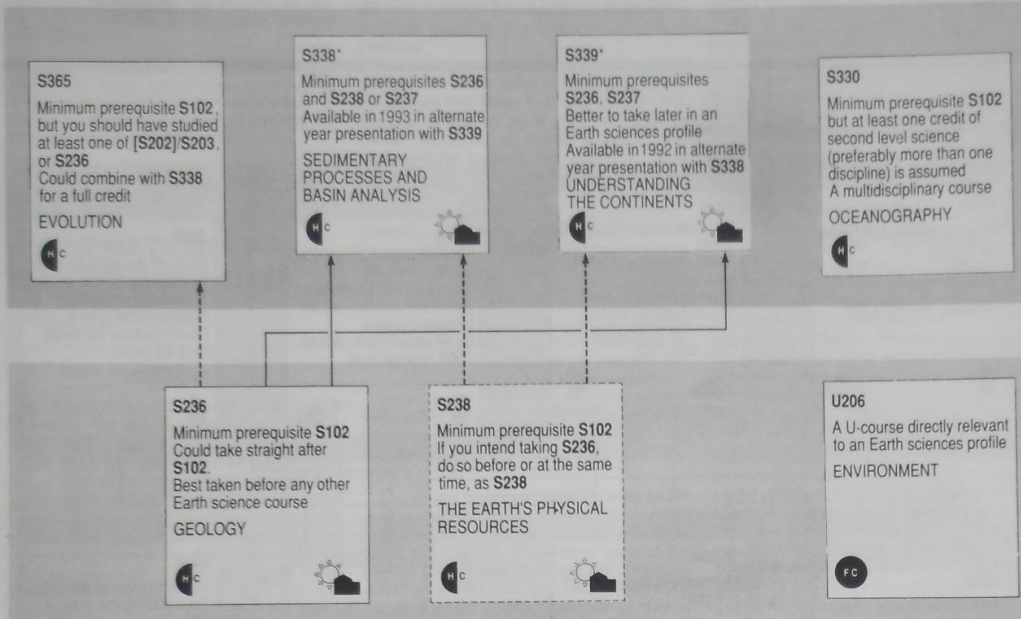 S365
Minimum prerequisite S102,
but you should have studied
at least one of [S202]/S203,
or S236
Could combine with S338
for a full credit
EVOLUTION
H C
S338*
Minimum prerequisites S236
and S238 or S237
Available in 1993 in alternate
year presentation with S339
SEDIMENTARY
PROCESSES AND
BASIN ANALYSIS
H C
S339*
Minimum prerequisites
S236, S237
Better to take later in an
Earth sciences profile
Available in 1992 in alternate
year presentation with S338
UNDERSTANDING
THE CONTINENTS
H C
S330
Minimum prerequisite S102
but at least one credit of
second level science
(preferably more than one
discipline) is assumed
A multidisciplinary course
OCEANOGRAPHY
H C
S236
Minimum prerequisite S102
Could take straight after
S102.
Best taken before any other
Earth science course
GEOLOGY
H C
S238
Minimum prerequisite S102
If you intend taking S236,
do so before or at the same
time, as S238
THE EARTH'S PHYSICAL
RESOURCES
H C
U206
A U-course directly relevant
to an Earth sciences profile
ENVIRONMENT
FC